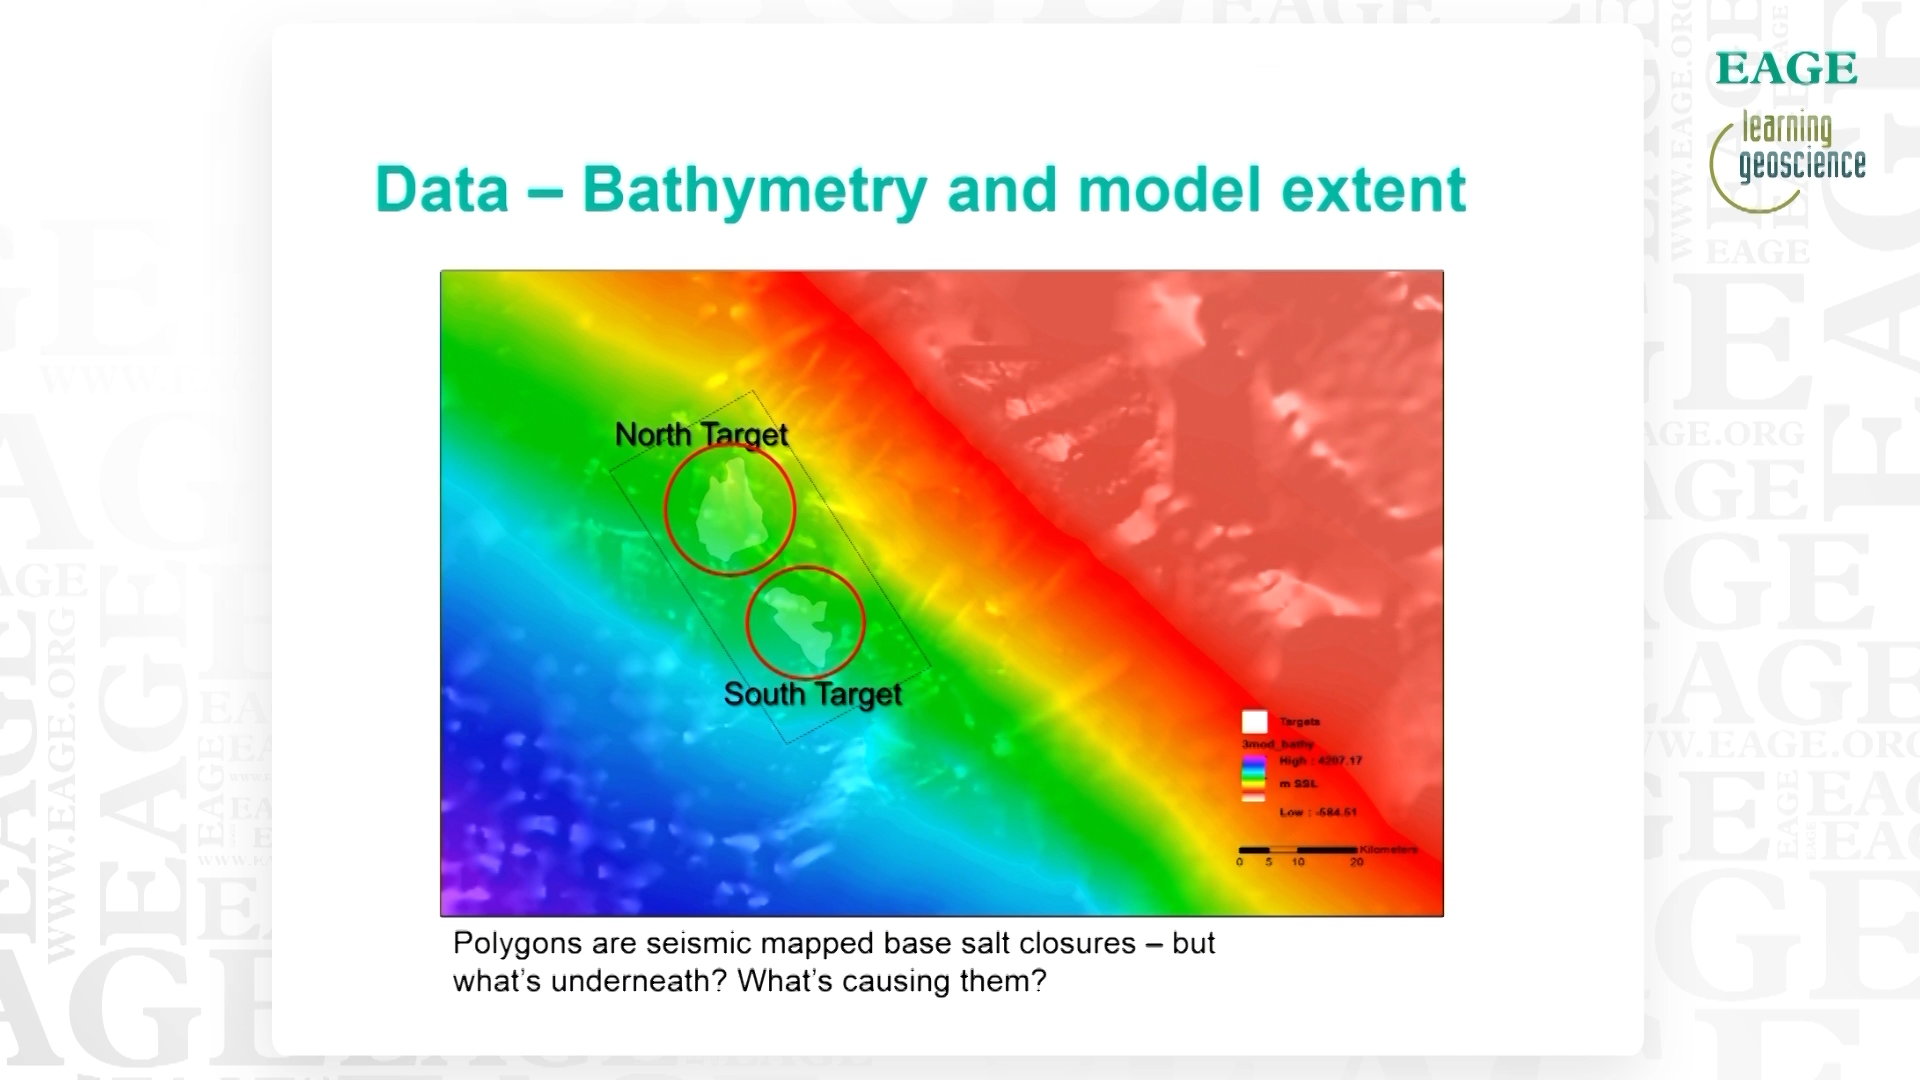 EAGE
learning
geoscience
Data – Bathymetry and model extent
North Target
South Target
Targets
3mod_bathy
High : 4207.17
m SSL
Low : -584.51
Kilometers
0 5 10 20
Polygons are seismic mapped base salt closures – but
what's underneath? What's causing them?